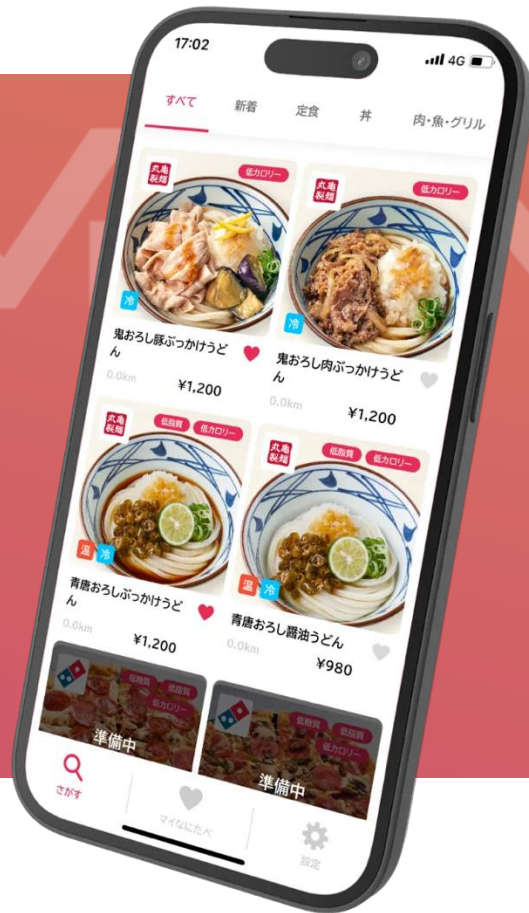 17:02
4G
すべて 新着 定食 丼 肉・魚・グリル
丸亀
製麺
低カロリー
丸亀
製麺
低カロリー
冷
冷
鬼おろし豚ぶっかけうど
ん
0.0km
¥1,200
鬼おろし肉ぶっかけうど
ん
0.0km
¥1,200
丸亀
製麺
低脂質 低カロリー
丸亀
製麺
低脂質 低カロリー
温 冷
温 冷
青唐おろしぶっかけうど
ん
0.0km
¥1,200
青唐おろし醤油うどん
0.0km
¥980
低糖質 低脂質
低カロリー
準備中
低糖質 低脂質
低カロリー
準備中
さがす
マイなにたべ
設定